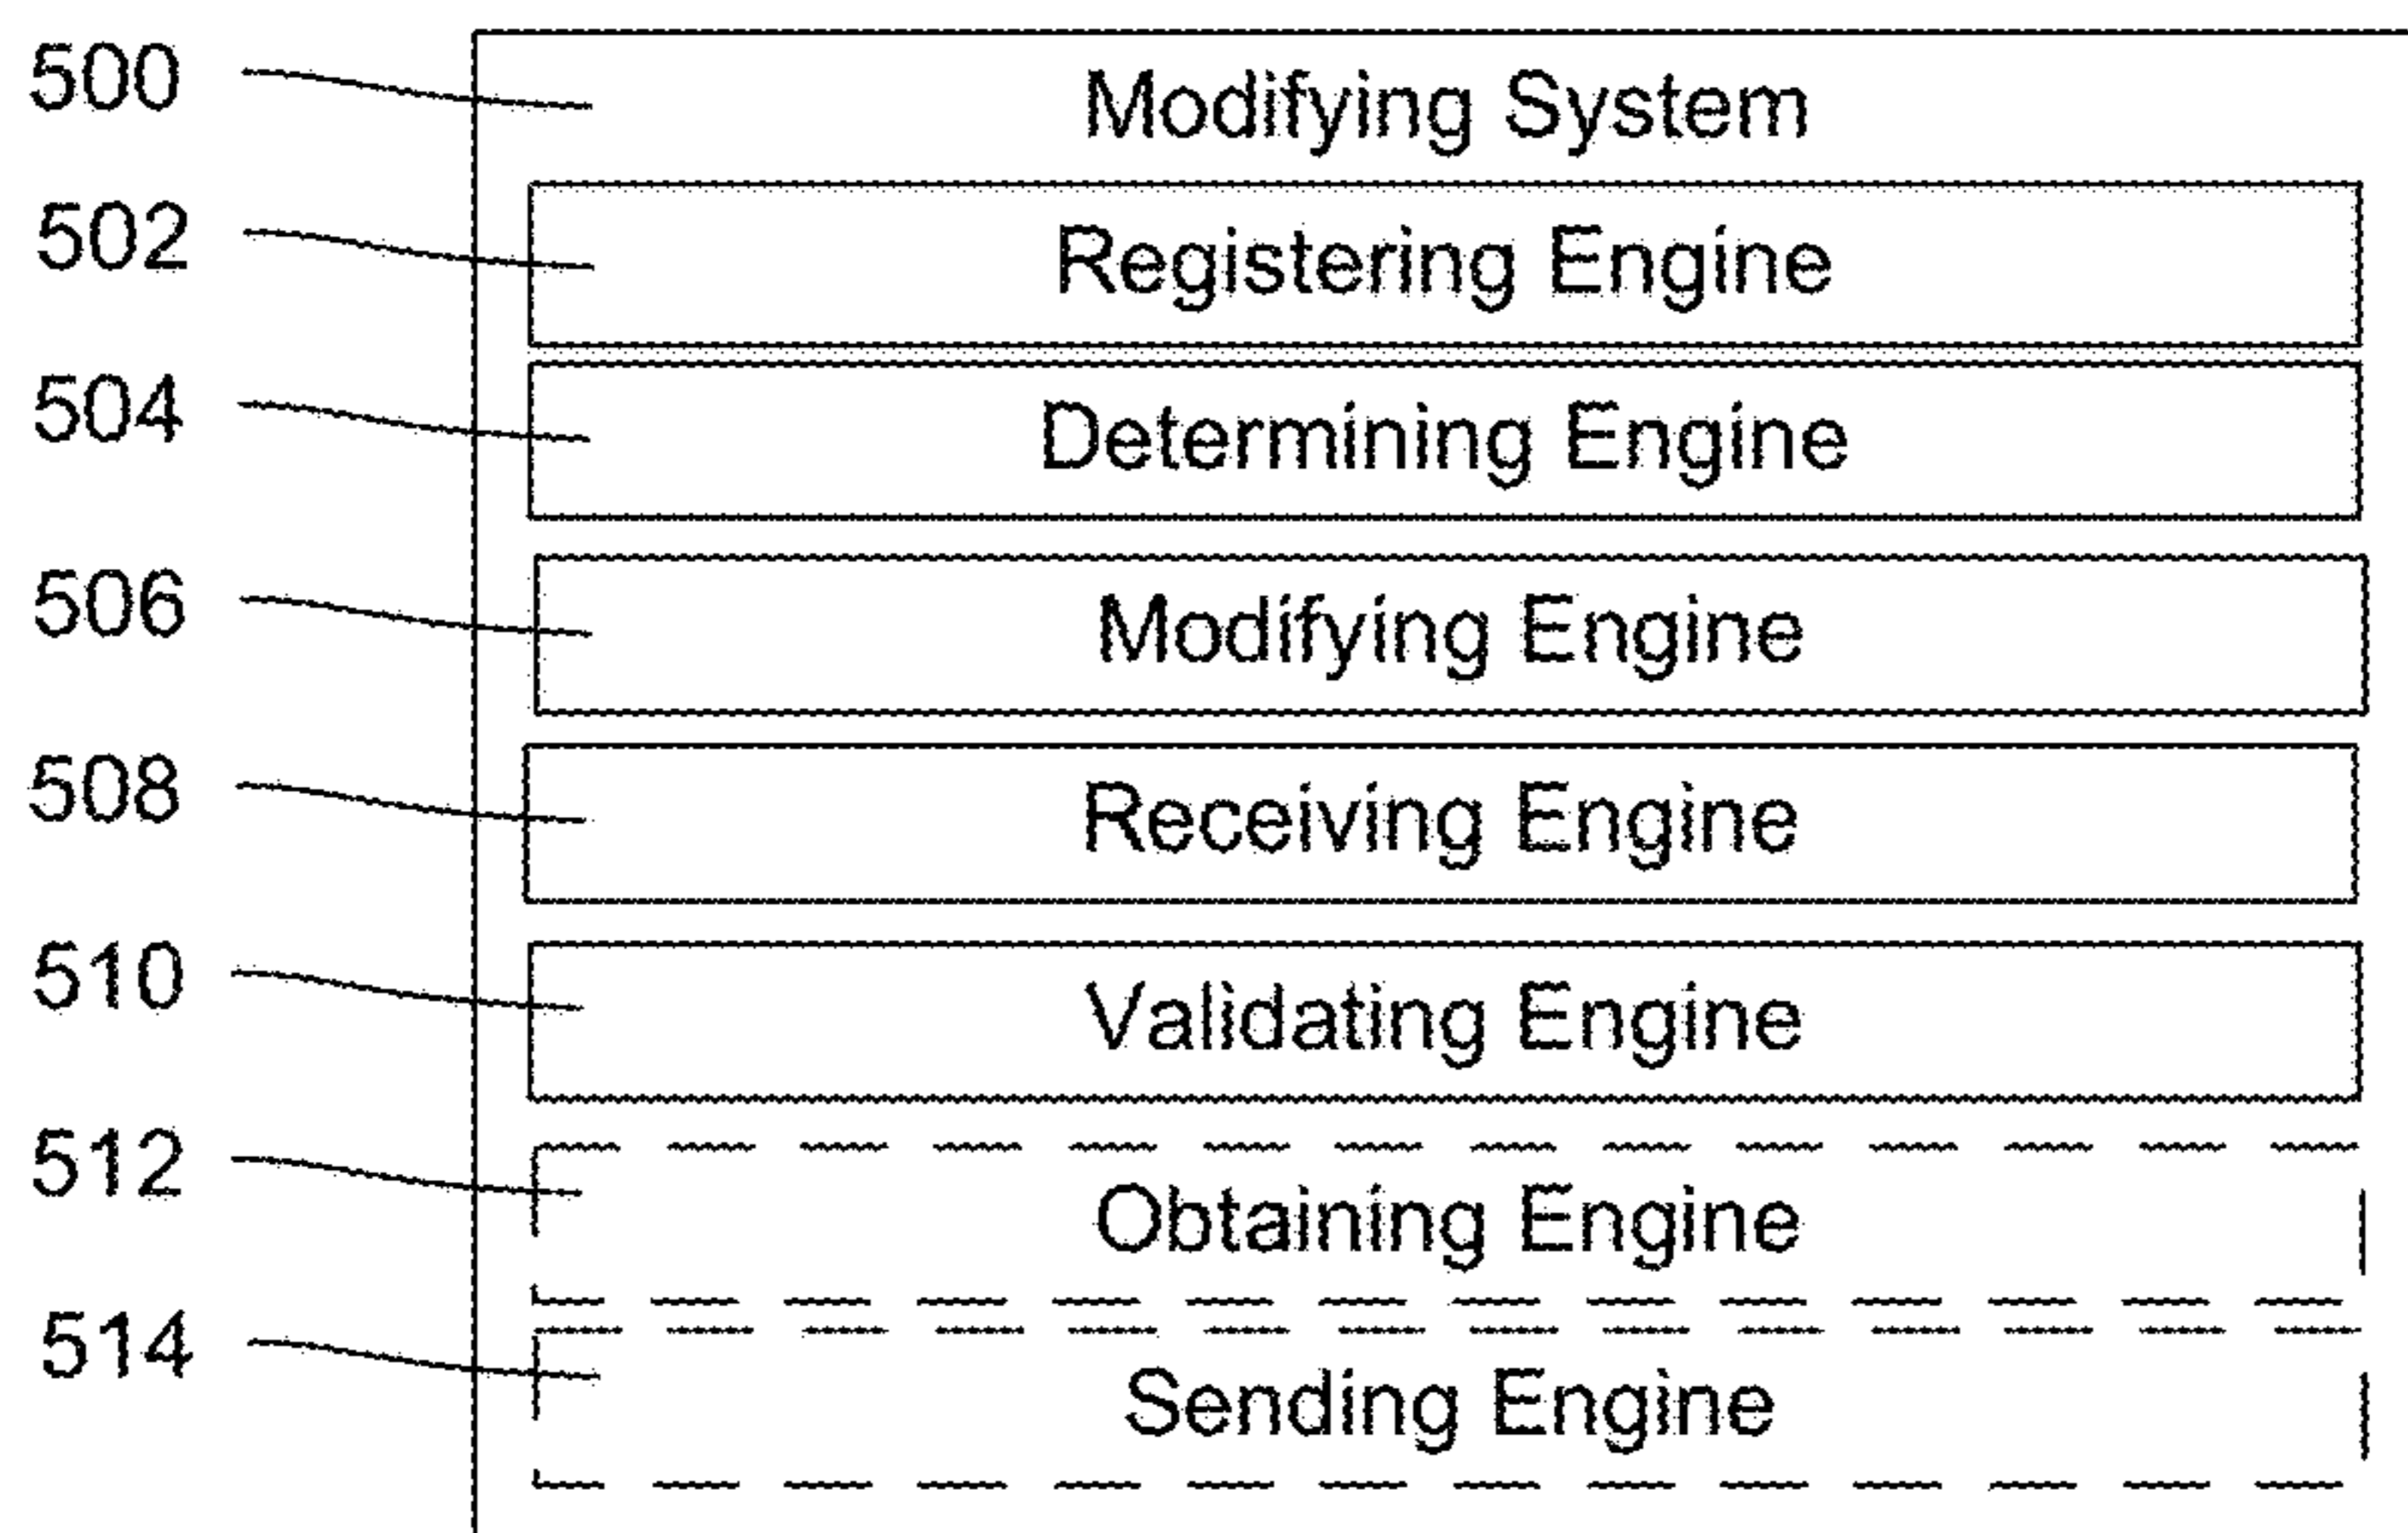 500 Modifying System
502 Registering Engine
504 Determining Engine
506 Modifying Engine
508 Receiving Engine
510 Validating Engine
512 Obtaining Engine
514 Sending Engine